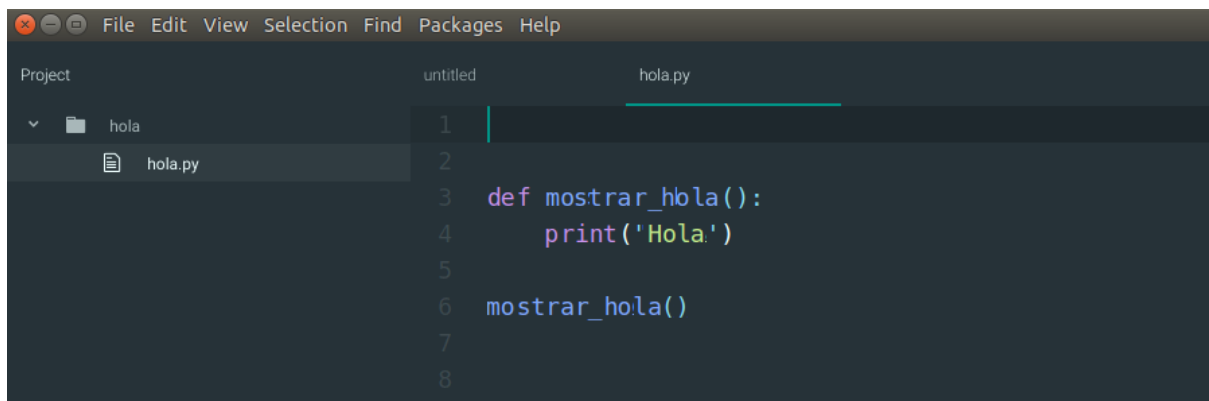 File Edit View Selection Find Packages Help
Project
untitled hola.py
hola
hola.py
1
2
3 def mostrar_hola():
4 print('Hola')
5
6 mostrar_hola()
7
8